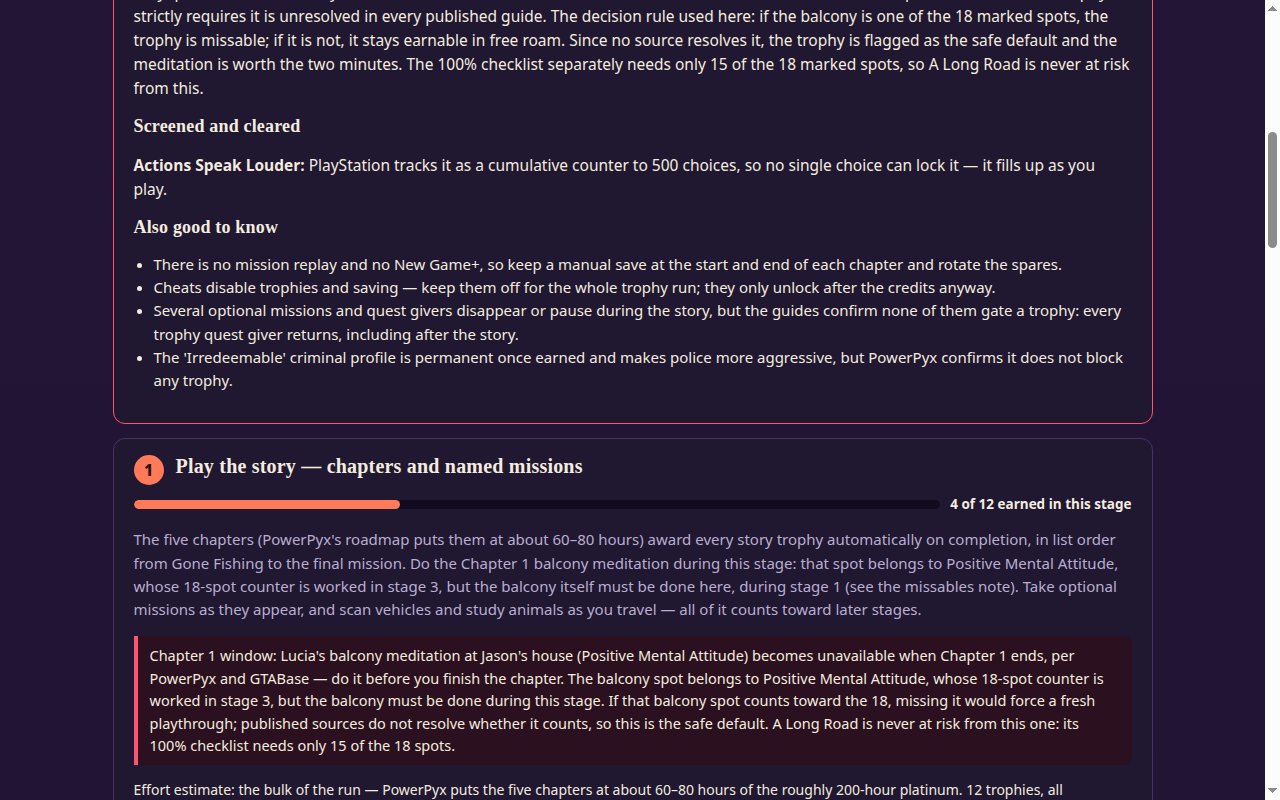 strictly requires it is unresolved in every published guide. The decision rule used here: if the balcony is one of the 18 marked spots, the
trophy is missable; if it is not, it stays earnable in free roam. Since no source resolves it, the trophy is flagged as the safe default and the
meditation is worth the two minutes. The 100% checklist separately needs only 15 of the 18 marked spots, so A Long Road is never at risk
from this.
Screened and cleared
Actions Speak Louder: PlayStation tracks it as a cumulative counter to 500 choices, so no single choice can lock it — it fills up as you
play.
Also good to know
• There is no mission replay and no New Game+, so keep a manual save at the start and end of each chapter and rotate the spares.
• Cheats disable trophies and saving — keep them off for the whole trophy run; they only unlock after the credits anyway.
• Several optional missions and quest givers disappear or pause during the story, but the guides confirm none of them gate a trophy: every
trophy quest giver returns, including after the story.
• The 'Irredeemable' criminal profile is permanent once earned and makes police more aggressive, but PowerPyx confirms it does not block
any trophy.
1 Play the story — chapters and named missions
4 of 12 earned in this stage
The five chapters (PowerPyx's roadmap puts them at about 60–80 hours) award every story trophy automatically on completion, in list order
from Gone Fishing to the final mission. Do the Chapter 1 balcony meditation during this stage: that spot belongs to Positive Mental Attitude,
whose 18-spot counter is worked in stage 3, but the balcony itself must be done here, during stage 1 (see the missables note). Take optional
missions as they appear, and scan vehicles and study animals as you travel — all of it counts toward later stages.
Chapter 1 window: Lucia's balcony meditation at Jason's house (Positive Mental Attitude) becomes unavailable when Chapter 1 ends, per
PowerPyx and GTABase — do it before you finish the chapter. The balcony spot belongs to Positive Mental Attitude, whose 18-spot counter is
worked in stage 3, but the balcony must be done during this stage. If that balcony spot counts toward the 18, missing it would force a fresh
playthrough; published sources do not resolve whether it counts, so this is the safe default. A Long Road is never at risk from this one: its
100% checklist needs only 15 of the 18 spots.
Effort estimate: the bulk of the run — PowerPyx puts the five chapters at about 60–80 hours of the roughly 200-hour platinum. 12 trophies, all